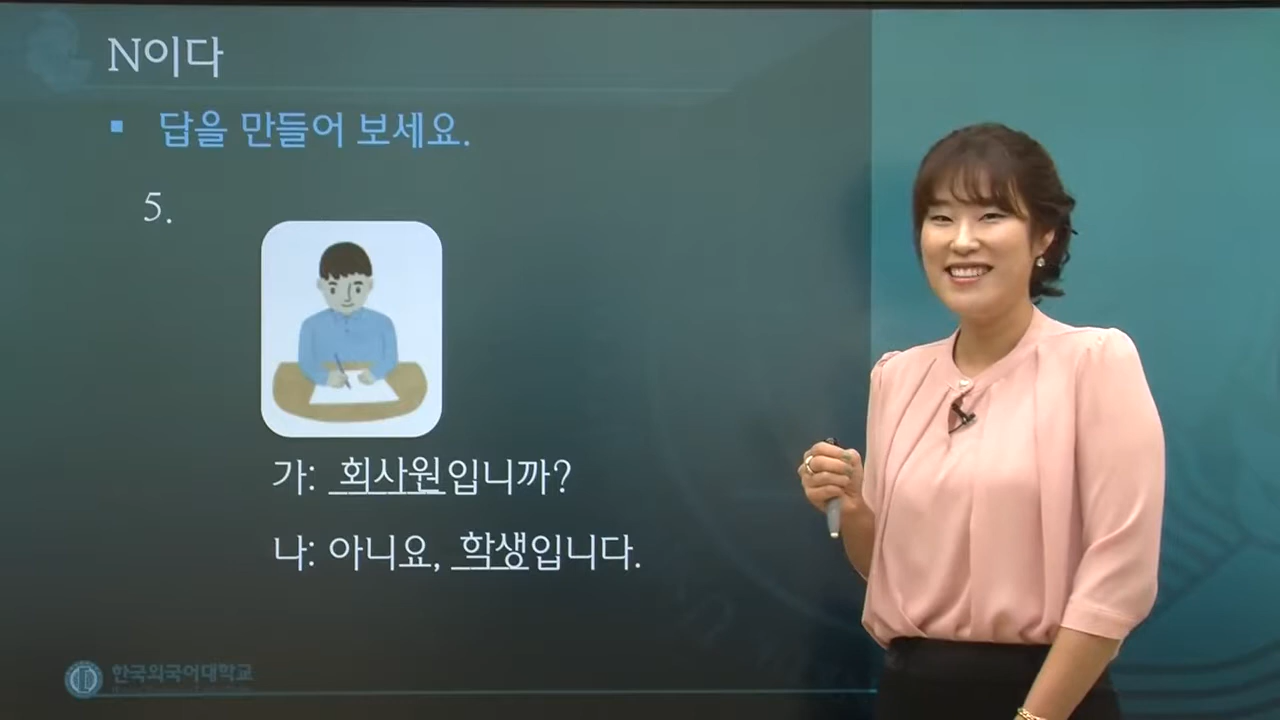 N이다
▪ 답을 만들어 보세요.
5.
가: 회사원입니까?
나: 아니요, 학생입니다.
한국외국어대학교